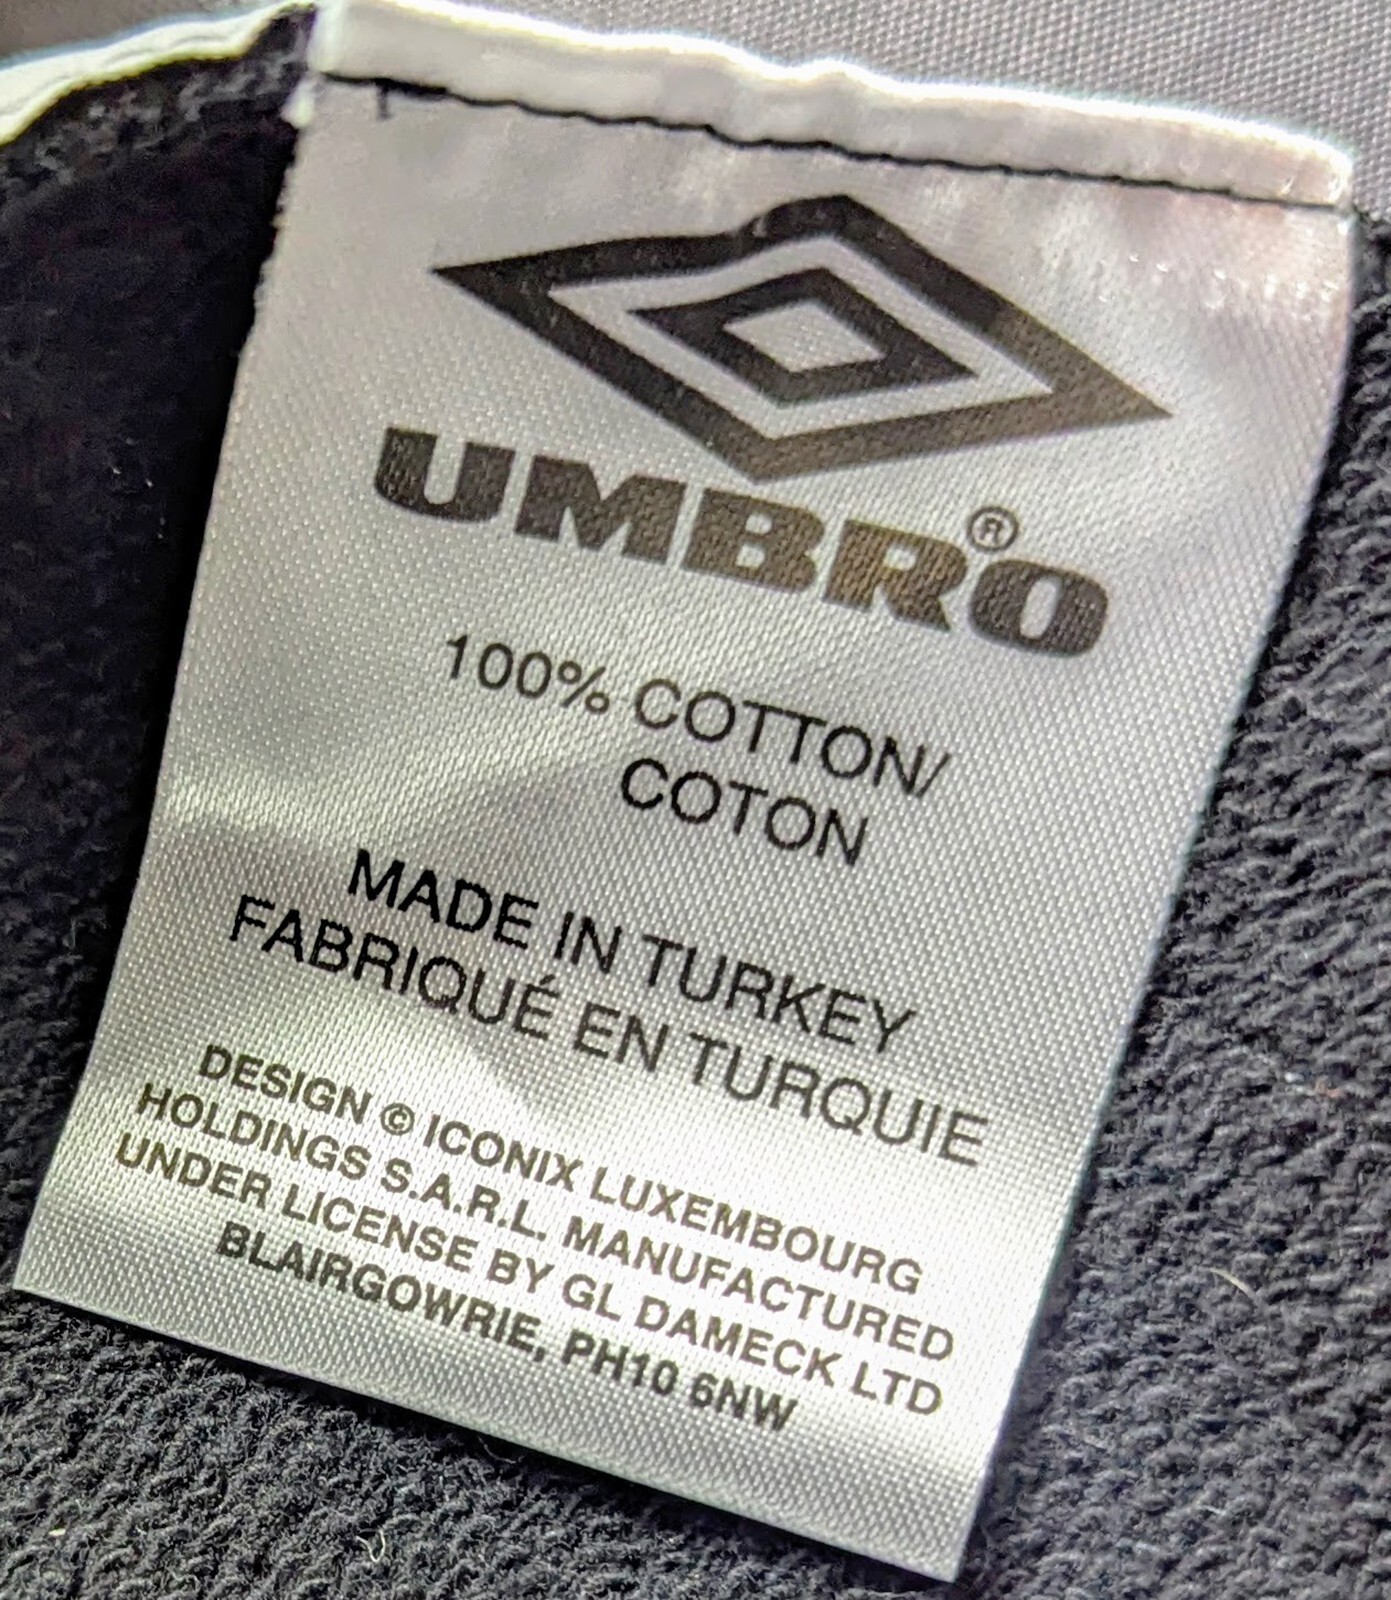 UMBRO®
100% COTTON/
COTON
MADE IN TURKEY
FABRIQUÉ EN TURQUIE
DESIGN © ICONIX LUXEMBOURG
HOLDINGS S.A.R.L. MANUFACTURED
UNDER LICENSE BY GL DAMECK LTD
BLAIRGOWRIE, PH10 6NW